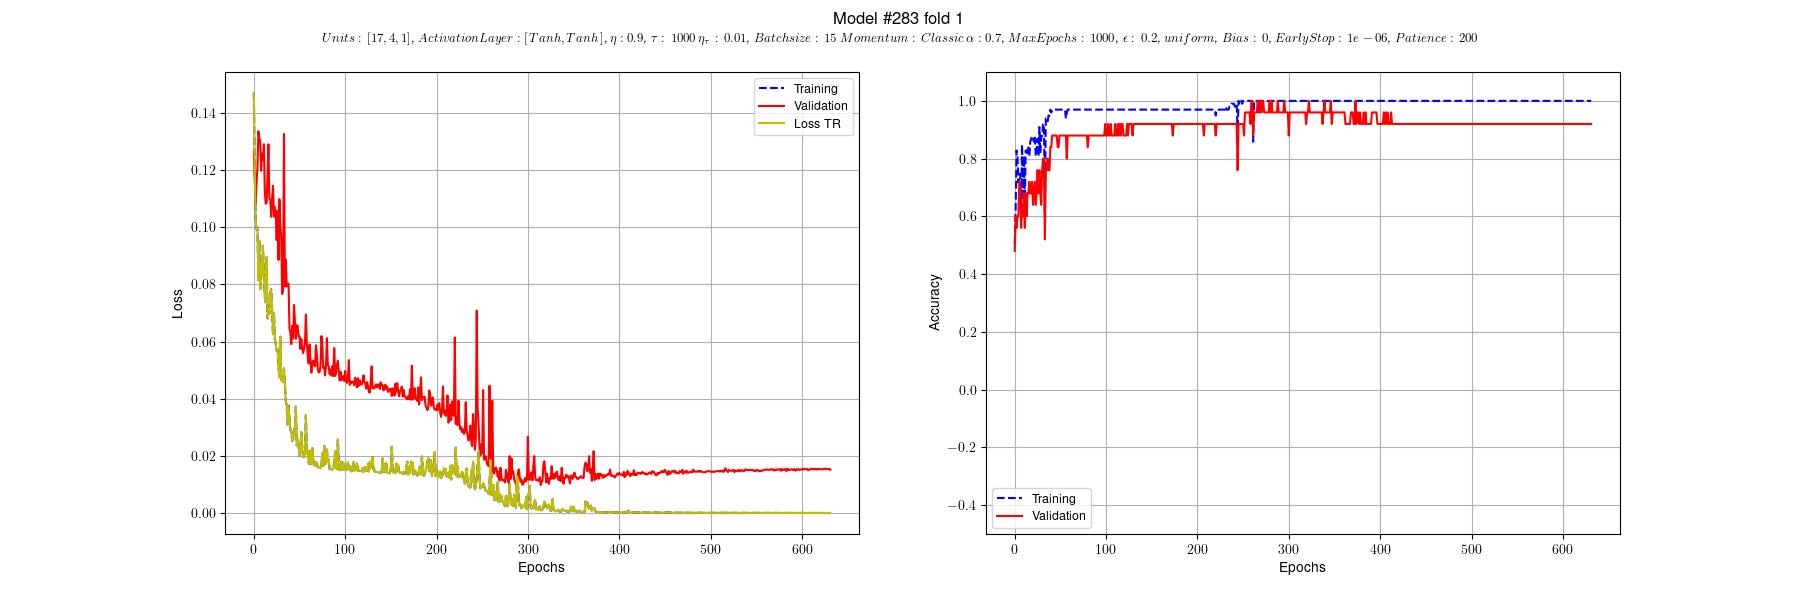 Model #283 fold 1
Units : [17, 4, 1], ActivationLayer : [Tanh, Tanh], η : 0.9, τ : 1000 ητ : 0.01, Batchsize : 15 Momentum : Classic α : 0.7, MaxEpochs : 1000, ϵ : 0.2, uniform, Bias : 0, EarlyStop : 1e − 06, Patience : 200
Training
Validation
Loss TR
0.14
0.12
0.10
0.08
0.06
0.04
0.02
0.00
Loss
0 100 200 300 400 500 600
Epochs
1.0
0.8
0.6
0.4
0.2
0.0
−0.2
−0.4
Accuracy
Training
Validation
0 100 200 300 400 500 600
Epochs